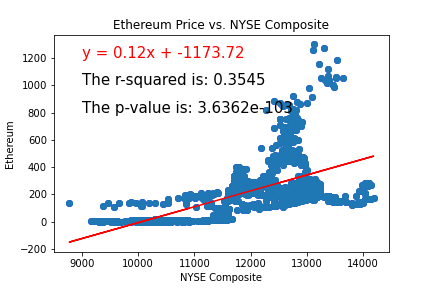 Ethereum Price vs. NYSE Composite
y = 0.12x + -1173.72
The r-squared is: 0.3545
The p-value is: 3.6362e-103
Ethereum
1200
1000
800
600
400
200
0
−200
9000 10000 11000 12000 13000 14000
NYSE Composite